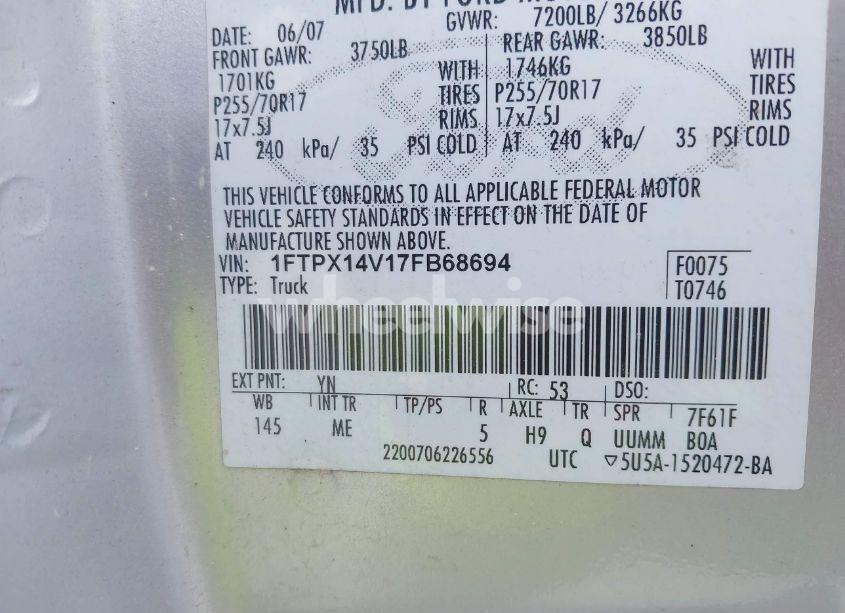 MFD. BY FORD MO
DATE: 06/07 GVWR: 7200LB/ 3266KG
FRONT GAWR: 3750LB REAR GAWR: 3850LB
1701KG WITH 1746KG WITH
P255/70R17 TIRES P255/70R17 TIRES
17x7.5J RIMS 17x7.5J RIMS
AT 240 kPa/ 35 PSI COLD AT 240 kPa/ 35 PSI COLD
Ford
THIS VEHICLE CONFORMS TO ALL APPLICABLE FEDERAL MOTOR
VEHICLE SAFETY STANDARDS IN EFFECT ON THE DATE OF
MANUFACTURE SHOWN ABOVE.
VIN: 1FTPX14V17FB68694 F0075
TYPE: Truck T0746
wheelwise
EXT PNT: YN RC: 53 DSO:
WB INT TR TP/PS R AXLE TR SPR 7F61F
145 ME 5 H9 Q UUMM BOA
2200706226556 UTC ▽5U5A-1520472-BA